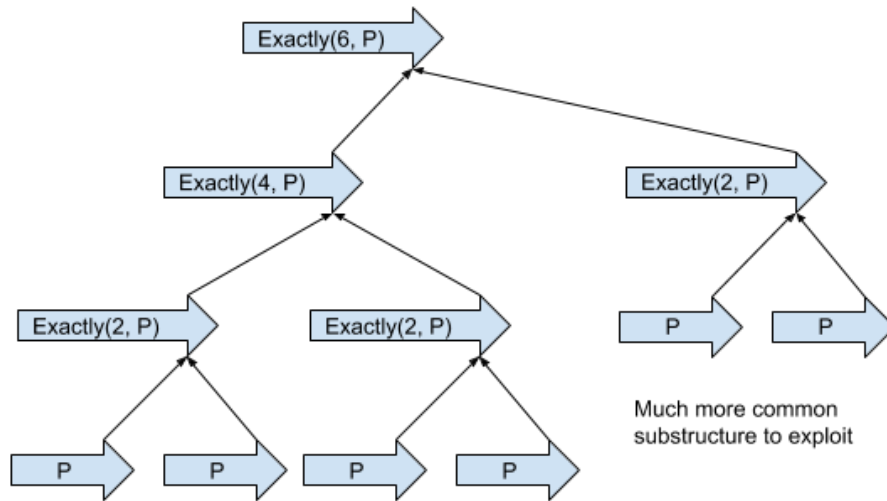 Exactly(6, P)
Exactly(4, P)
Exactly(2, P)
Exactly(2, P)
Exactly(2, P)
P
P
Much more common
substructure to exploit
P
P
P
P